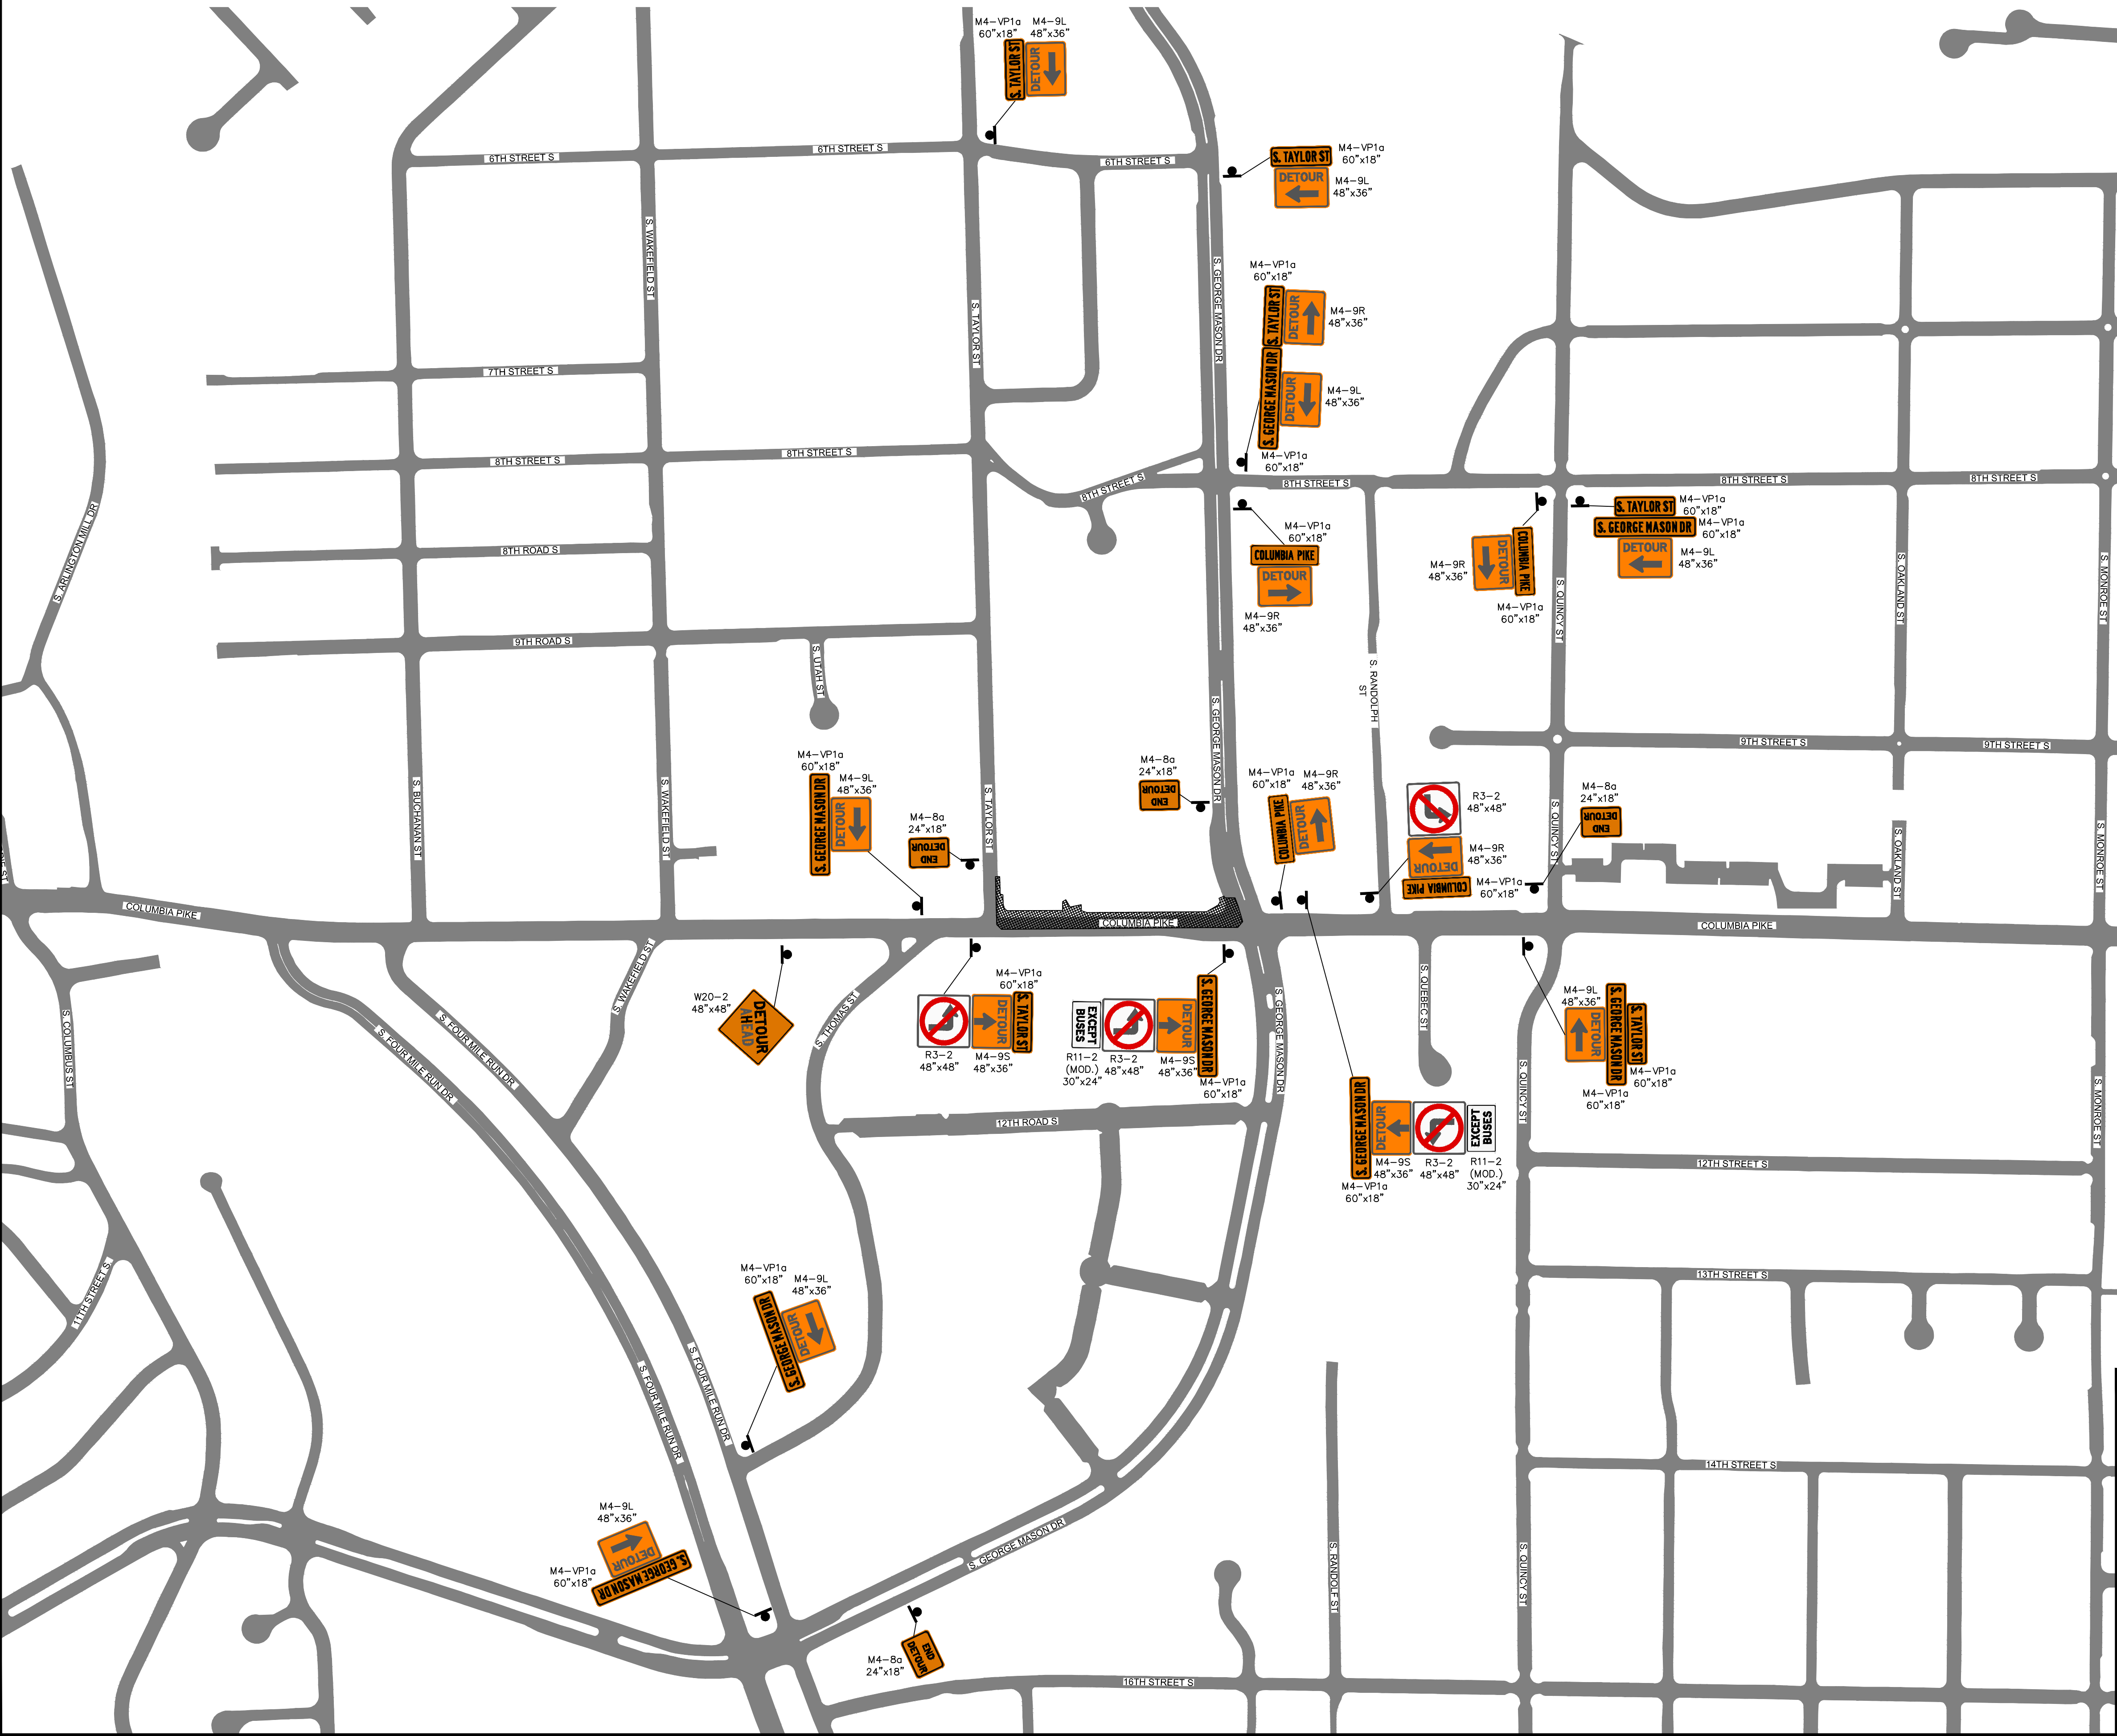 M4-VP1a
60"x18"
M4-9L
48"x36"
S. TAYLOR ST
DETOUR
6TH STREET S
6TH STREET S
6TH STREET S
S. TAYLOR ST
DETOUR
M4-VP1a
60"x18"
M4-9L
48"x36"
S. WAKEFIELD ST
S. TAYLOR ST
S. GEORGE MASON DR
M4-VP1a
60"x18"
S. TAYLOR ST
DETOUR
M4-9R
48"x36"
S. GEORGE MASON DR
DETOUR
M4-9L
48"x36"
M4-VP1a
60"x18"
7TH STREET S
8TH STREET S
8TH STREET S
8TH STREET S
8TH STREET S
8TH STREET S
8TH STREET S
S. ARLINGTON MILL DR
8TH ROAD S
9TH ROAD S
S. UTAH ST
M4-VP1a
60"x18"
COLUMBIA PIKE
DETOUR
M4-9R
48"x36"
M4-9R
48"x36"
DETOUR
COLUMBIA PIKE
M4-VP1a
60"x18"
S. TAYLOR ST
M4-VP1a
60"x18"
S. GEORGE MASON DR
M4-VP1a
60"x18"
DETOUR
M4-9L
48"x36"
S. QUINCY ST
S. OAKLAND ST
S. MONROE ST
S. RANDOLPH
ST
S. GEORGE MASON DR
9TH STREET S
9TH STREET S
S. BUCHANAN ST
S. WAKEFIELD ST
M4-VP1a
60"x18"
M4-9L
48"x36"
S. GEORGE MASON DR
DETOUR
M4-8a
24"x18"
END
DETOUR
S. TAYLOR ST
M4-8a
24"x18"
END
DETOUR
M4-VP1a
60"x18"
M4-9R
48"x36"
COLUMBIA PIKE
DETOUR
R3-2
48"x48"
M4-9R
48"x36"
DETOUR
COLUMBIA PIKE
M4-VP1a
60"x18"
S. QUINCY ST
M4-8a
24"x18"
END
DETOUR
S. OAKLAND ST
S. MONROE ST
COLUMBIA PIKE
COLUMBIA PIKE
COLUMBIA PIKE
S. COLUMBUS ST
S. FOUR MILE RUN DR
S. FOUR MILE RUN DR
S. WAKEFIELD ST
W20-2
48"x48"
DETOUR
AHEAD
S. THOMAS ST
M4-VP1a
60"x18"
DETOUR
S. TAYLOR ST
R3-2
48"x48"
M4-9S
48"x36"
EXCEPT
BUSES
DETOUR
S. GEORGE MASON DR
R11-2
(MOD.)
30"x24"
R3-2
48"x48"
M4-9S
48"x36"
M4-VP1a
60"x18"
S. GEORGE MASON DR
S. QUEBEC ST
M4-9L
48"x36"
DETOUR
S. GEORGE MASON DR
S. TAYLOR ST
M4-VP1a
60"x18"
M4-VP1a
60"x18"
S. GEORGE MASON DR
DETOUR
EXCEPT
BUSES
M4-9S
48"x36"
R3-2
48"x48"
R11-2
(MOD.)
30"x24"
M4-VP1a
60"x18"
S. QUINCY ST
S. MONROE ST
12TH ROAD S
12TH STREET S
11TH STREET S
13TH STREET S
M4-VP1a
60"x18"
M4-9L
48"x36"
S. GEORGE MASON DR
DETOUR
S. FOUR MILE RUN DR
S. FOUR MILE RUN DR
14TH STREET S
M4-9L
48"x36"
DETOUR
S. GEORGE MASON DR
M4-VP1a
60"x18"
S. GEORGE MASON DR
S. RANDOLF ST
S. QUINCY ST
END
DETOUR
M4-8a
24"x18"
16TH STREET S